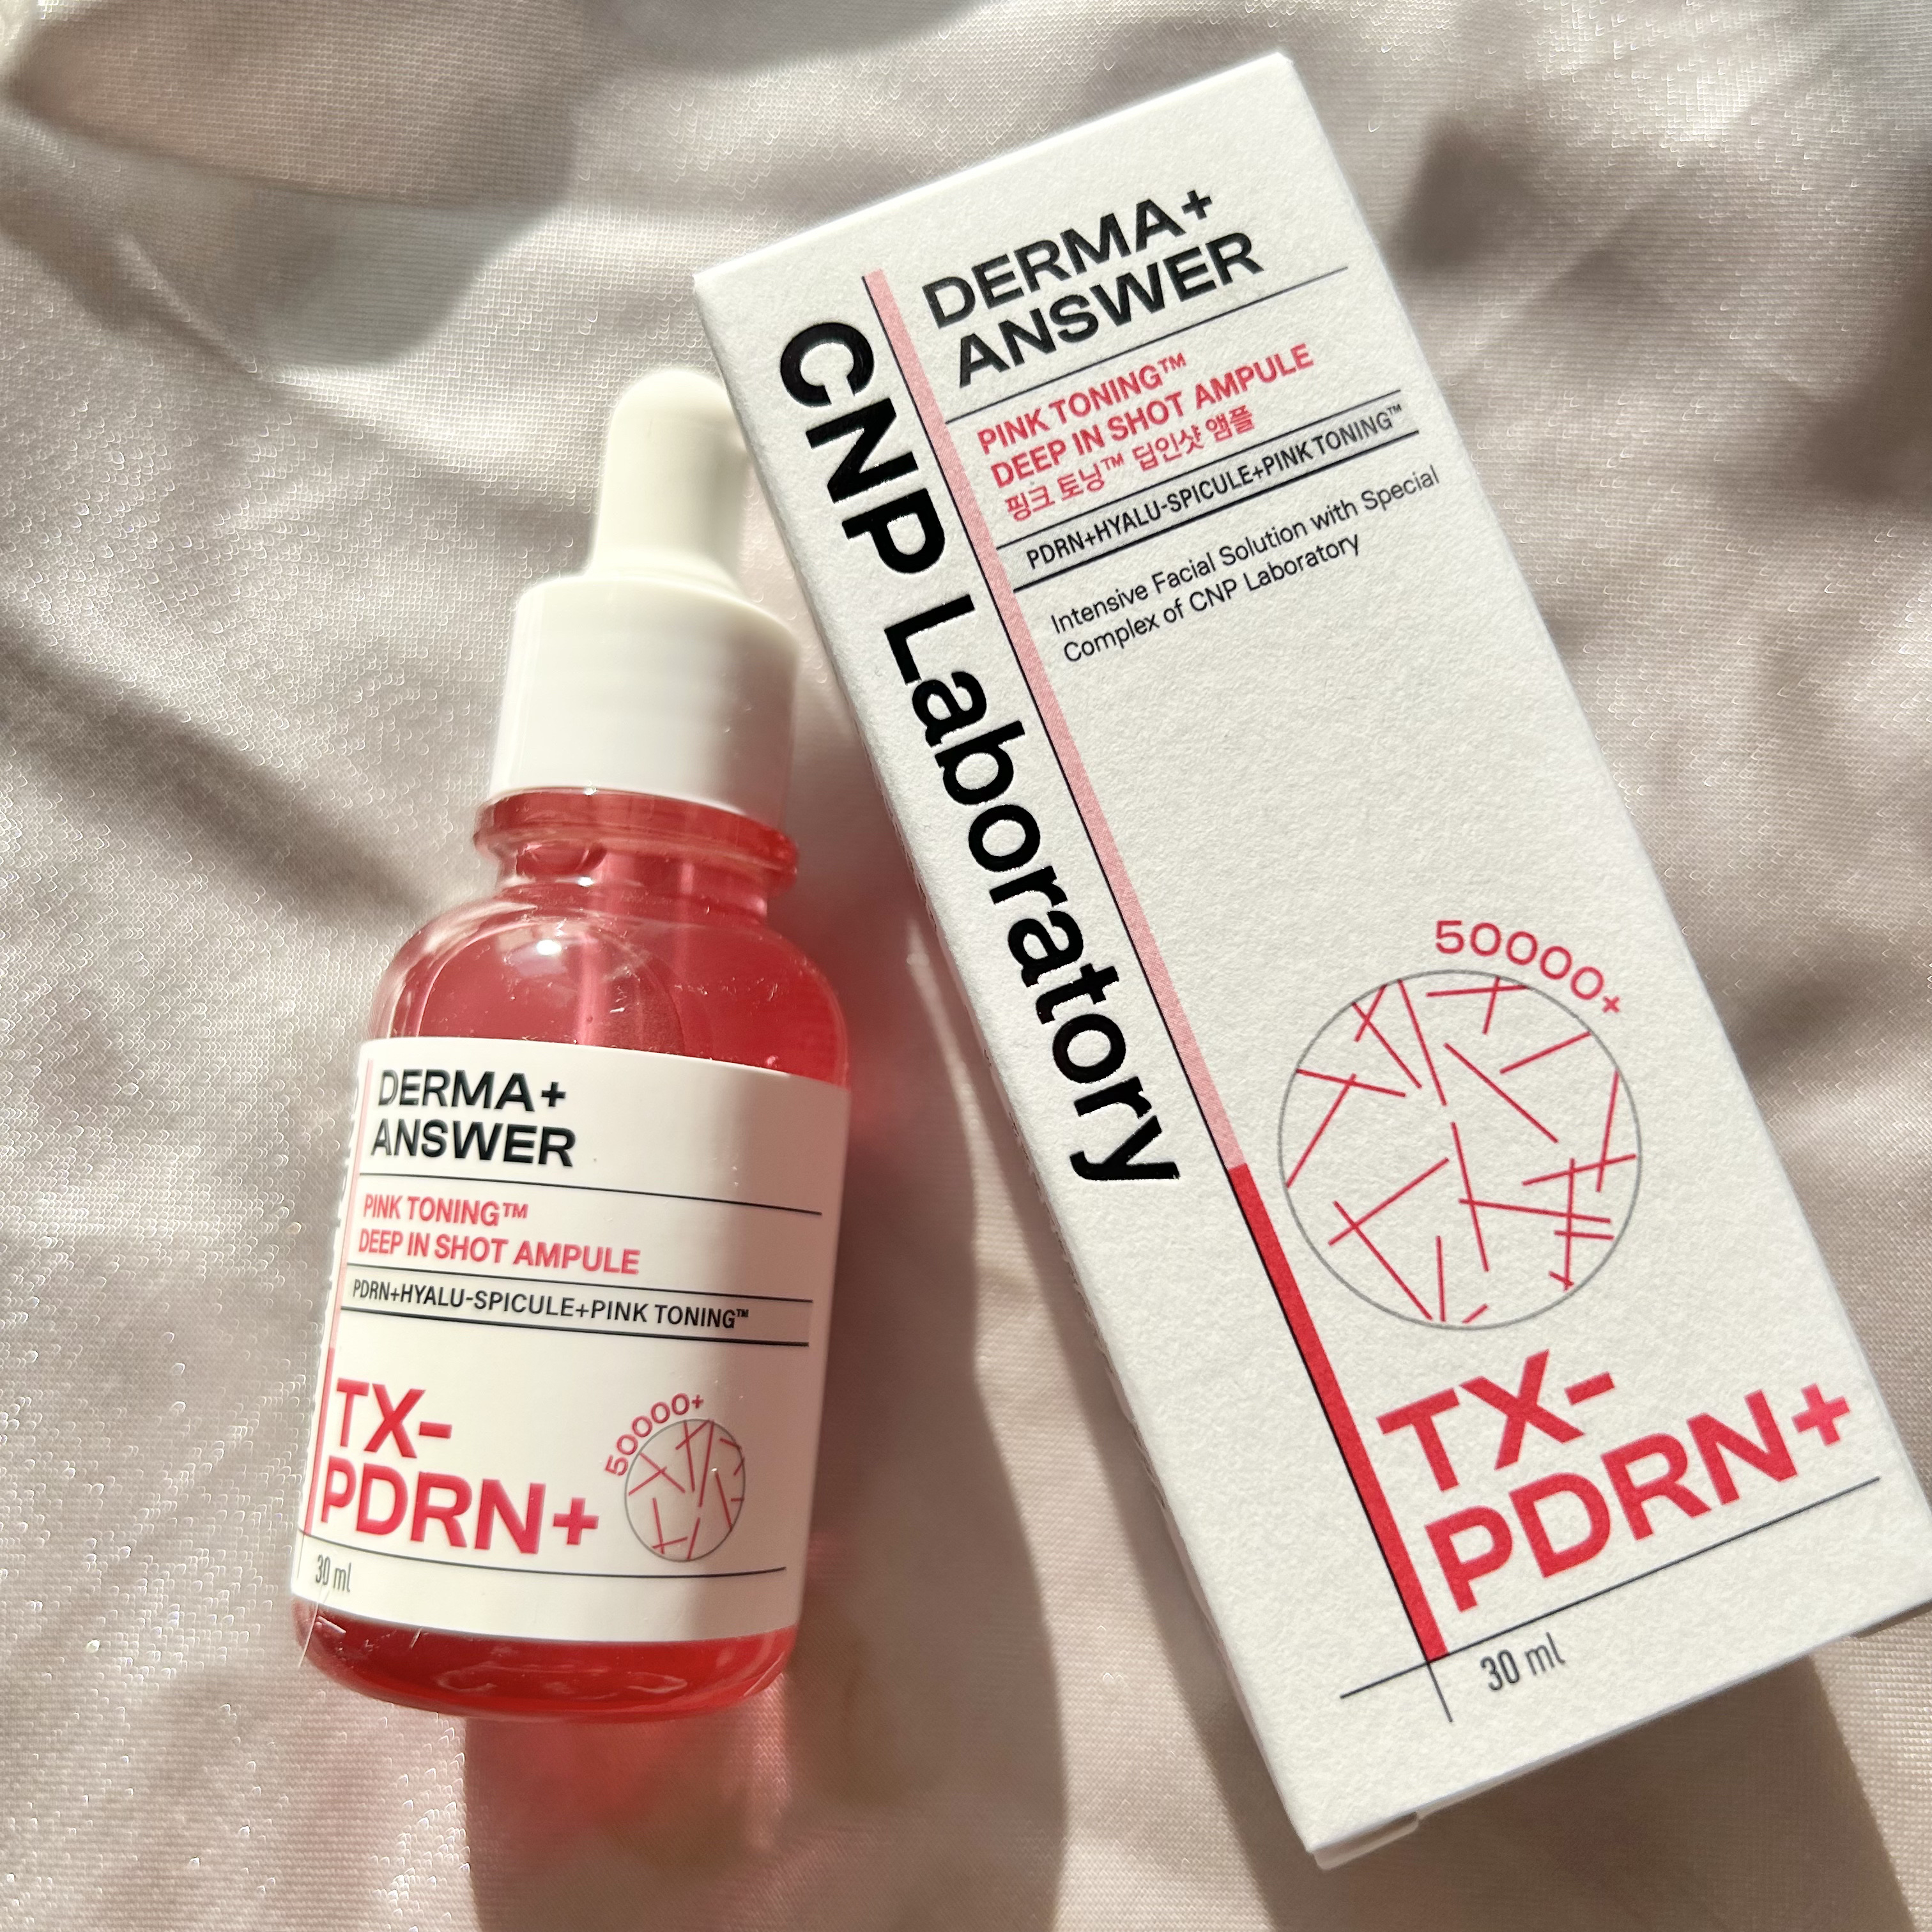 DERMA+
ANSWER
PINK TONING™
DEEP IN SHOT AMPULE
PDRN+HYALU-SPICULE+PINK TONING™
TX-
PDRN+
50000+
30 ml
CNP Laboratory
DERMA+
ANSWER
PINK TONING™
DEEP IN SHOT AMPULE
핑크 토닝™ 딥인샷 앰플
PDRN+HYALU-SPICULE+PINK TONING™
Intensive Facial Solution with Special
Complex of CNP Laboratory
50000+
TX-
PDRN+
30 ml